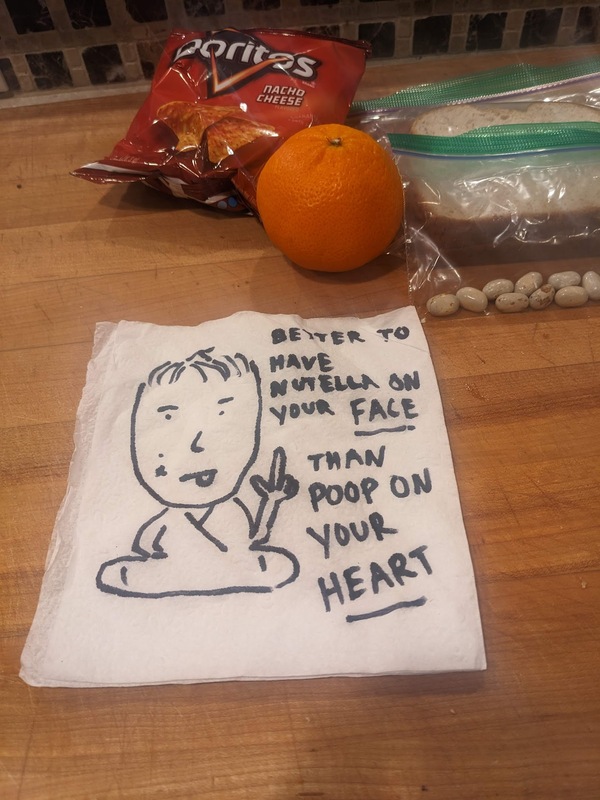 Doritos
NACHO
CHEESE
BETTER TO
HAVE
NUTELLA ON
YOUR FACE
THAN
POOP ON
YOUR
HEART